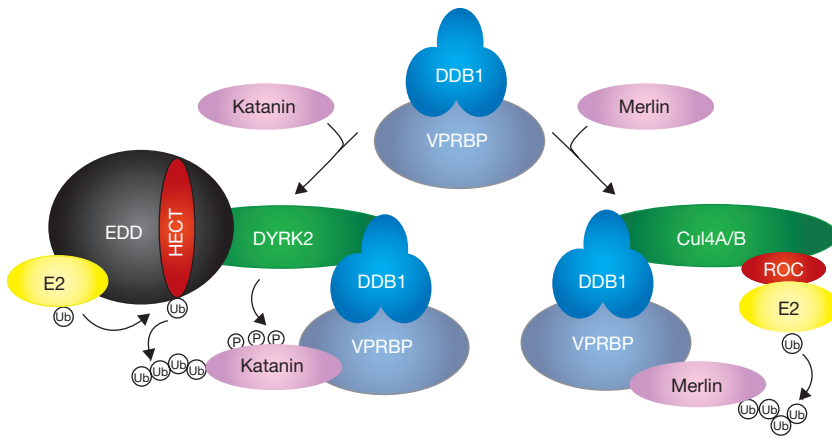 DDB1
Katanin
Merlin
VPRBP
EDD
HECT
DYRK2
E2
Ub
Ub
DDB1
P P P
VPRBP
Katanin
Ub Ub Ub Ub
Cul4A/B
ROC
DDB1
E2
Ub
VPRBP
Merlin
Ub Ub Ub Ub